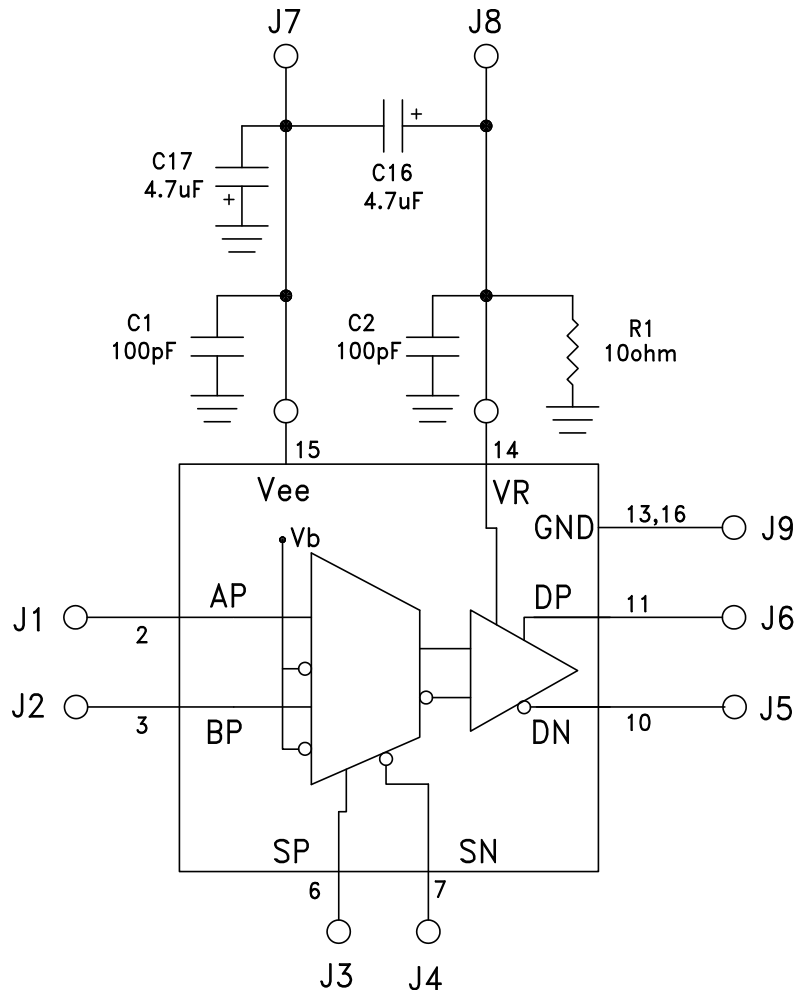 J7
J8
+
C17
4.7uF
+
C16
4.7uF
C1
100pF
C2
100pF
R1
10ohm
15
14
Vee
VR
GND
13,16
J9
Vb
AP
DP
11
J1
J6
2
J2
J5
3
BP
DN
10
SP
SN
6
7
J3
J4